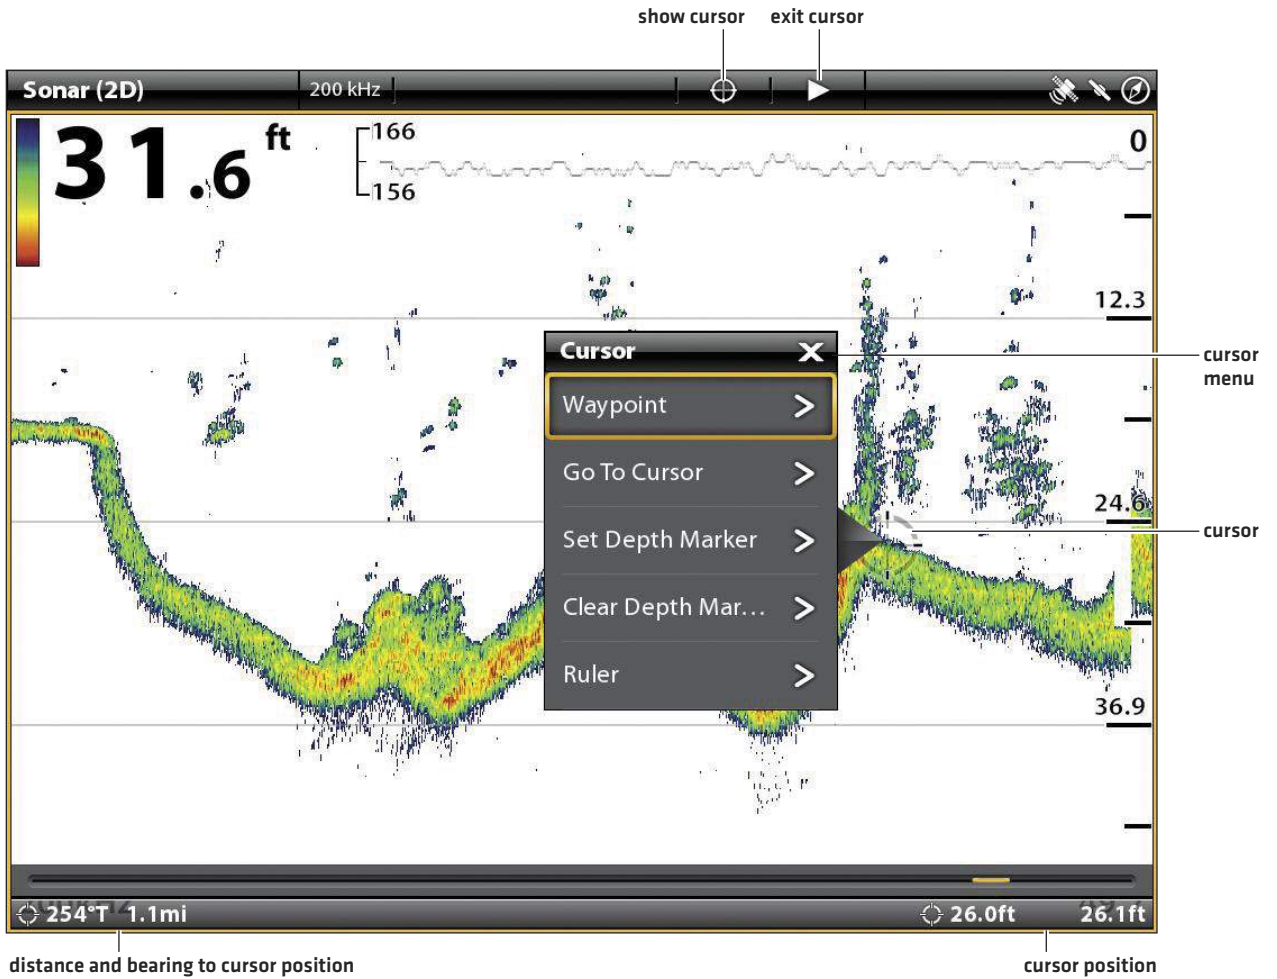 show cursor exit cursor
Sonar (2D) 200 kHz
31.6 ft
166
156
0
12.3
24.6
36.9
Cursor X
Waypoint
Go To Cursor
Set Depth Marker
Clear Depth Mar...
Ruler
cursor
menu
cursor
254°T 1.1mi 26.0ft 26.1ft
distance and bearing to cursor position cursor position